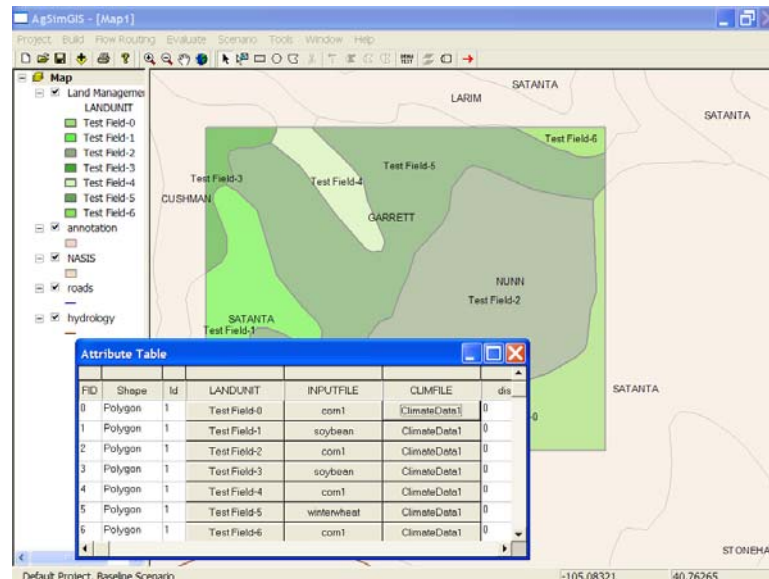 AgSimGIS - [Map1]
Project Build Flow Routing Evaluate Scenario Tools Window Help
Map
Land Managemen
LANDUNIT
Test Field-0
Test Field-1
Test Field-2
Test Field-3
Test Field-4
Test Field-5
Test Field-6
annotation
NASIS
roads
hydrology
SATANTA
LARIM
SATANTA
Test Field-6
Test Field-5
Test Field-3
Test Field-4
CUSHMAN
GARRETT
NUNN
Test Field-2
SATANTA
Test Field-1
SATANTA
-0
STONEHA
Attribute Table
FID Shape Id LANDUNIT INPUTFILE CLIMFILE dis
0 Polygon 1 Test Field-0 corn1 ClimateData1 0
1 Polygon 1 Test Field-1 soybean ClimateData1 0
2 Polygon 1 Test Field-2 corn1 ClimateData1 0
3 Polygon 1 Test Field-3 soybean ClimateData1 0
4 Polygon 1 Test Field-4 corn1 ClimateData1 0
5 Polygon 1 Test Field-5 winterwheat ClimateData1 0
6 Polygon 1 Test Field-6 corn1 ClimateData1 0
Default Project, Baseline Scenario -105.08321 40.76265